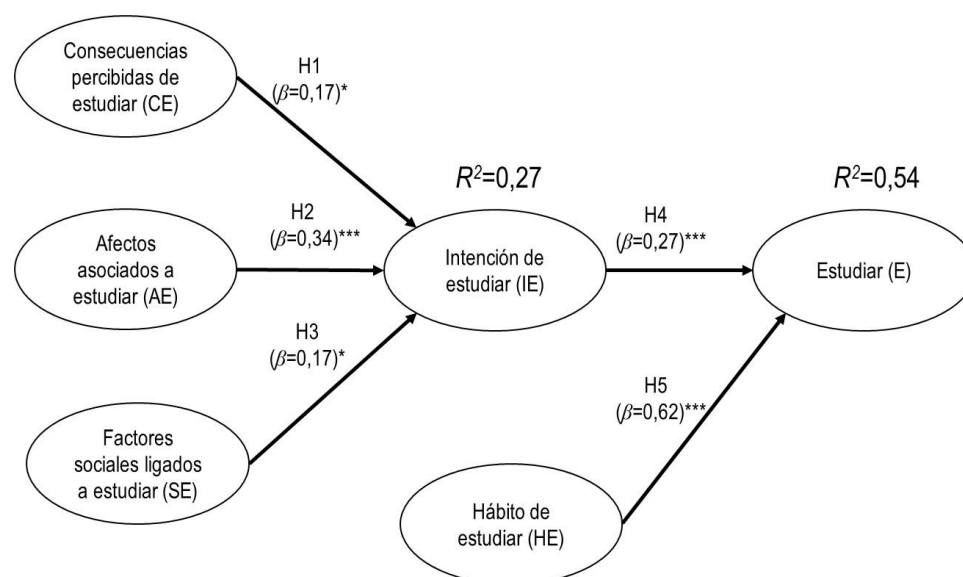 Consecuencias
percibidas de
estudiar (CE)
H1
(β=0,17)*
R²=0,27
R²=0,54
Afectos
asociados a
estudiar (AE)
H2
(β=0,34)***
Intención de
estudiar (IE)
H4
(β=0,27)***
Estudiar (E)
H3
(β=0,17)*
Factores
sociales ligados
a estudiar (SE)
H5
(β=0,62)***
Hábito de
estudiar (HE)